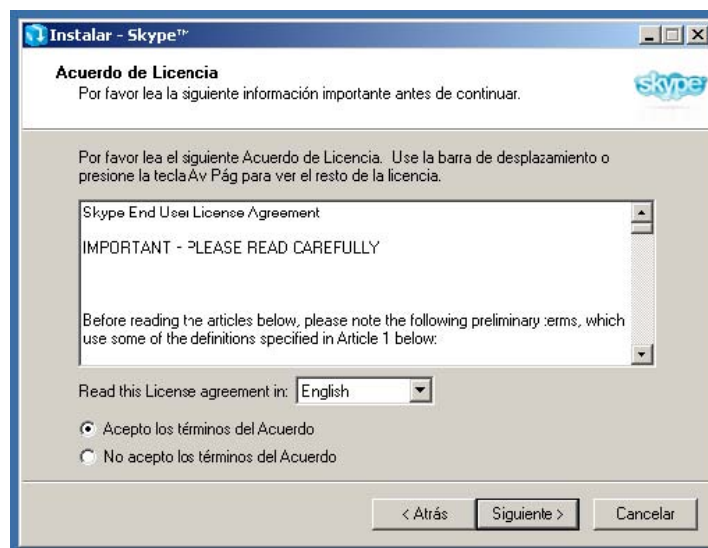 Instalar - Skype™
Acuerdo de Licencia
Por favor lea la siguiente información importante antes de continuar.
skype
Por favor lea el siguiente Acuerdo de Licencia. Use la barra de desplazamiento o
presione la tecla Av Pág para ver el resto de la licencia.
Skype End User License Agreement
IMPORTANT - PLEASE READ CAREFULLY
Before reading the articles below, please note the following preliminary terms, which
use some of the definitions specified in Article 1 below:
Read this License agreement in: English
Acepto los términos del Acuerdo
No acepto los términos del Acuerdo
< Atrás Siguiente > Cancelar